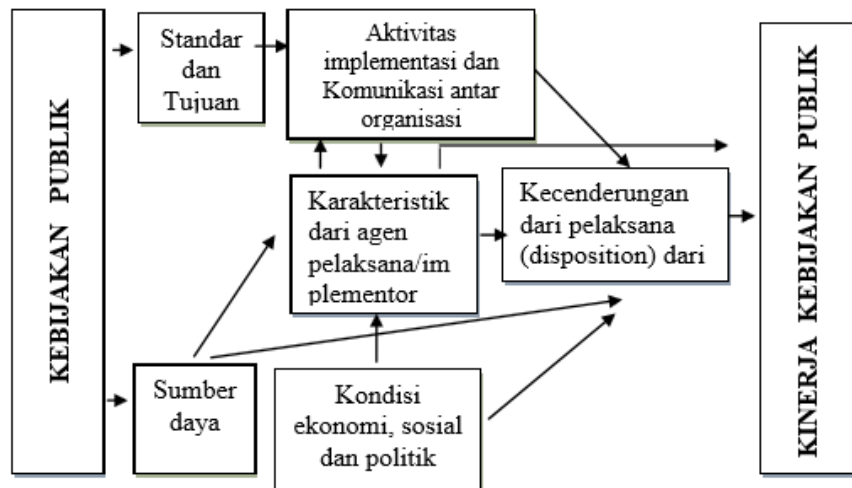 KEBIJAKAN PUBLIK
Standar
dan
Tujuan
Aktivitas
implementasi dan
Komunikasi antar
organisasi
Karakteristik
dari agen
pelaksana/im
plementor
Kecenderungan
dari pelaksana
(disposition) dari
Sumber
daya
Kondisi
ekonomi, sosial
dan politik
KINERJA KEBIJAKAN PUBLIK